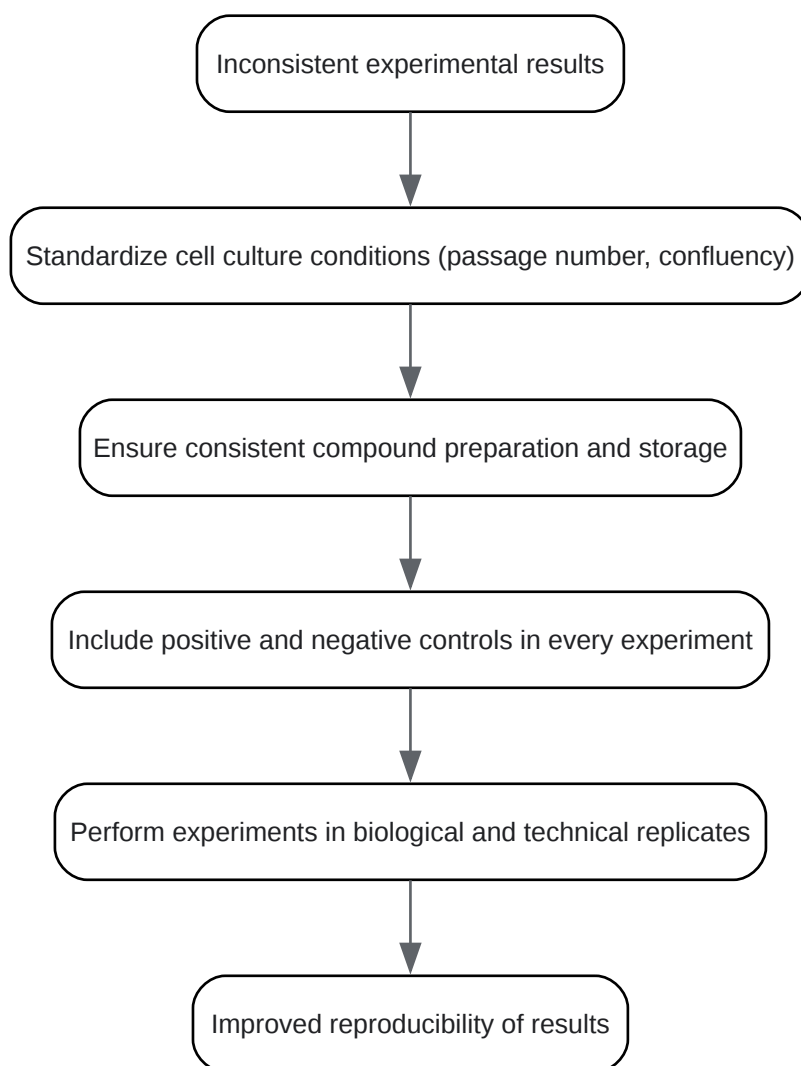 Inconsistent experimental results
Standardize cell culture conditions (passage number, confluency)
Ensure consistent compound preparation and storage
Include positive and negative controls in every experiment
Perform experiments in biological and technical replicates
Improved reproducibility of results